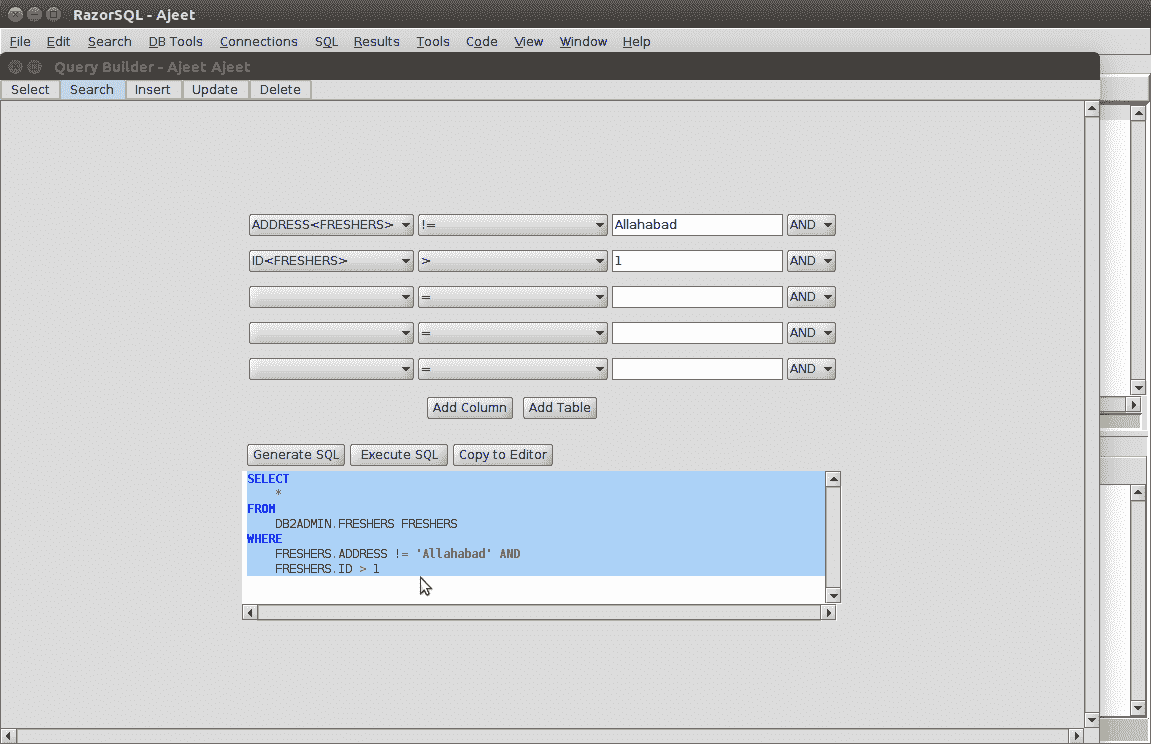 RazorSQL - Ajeet
File Edit Search DB Tools Connections SQL Results Tools Code View Window Help
Query Builder - Ajeet Ajeet
Select Search Insert Update Delete
ADDRESS<FRESHERS> != Allahabad AND
ID<FRESHERS> > 1 AND
= AND
= AND
= AND
Add Column Add Table
Generate SQL Execute SQL Copy to Editor
SELECT
*
FROM
DB2ADMIN.FRESHERS FRESHERS
WHERE
FRESHERS.ADDRESS != 'Allahabad' AND
FRESHERS.ID > 1